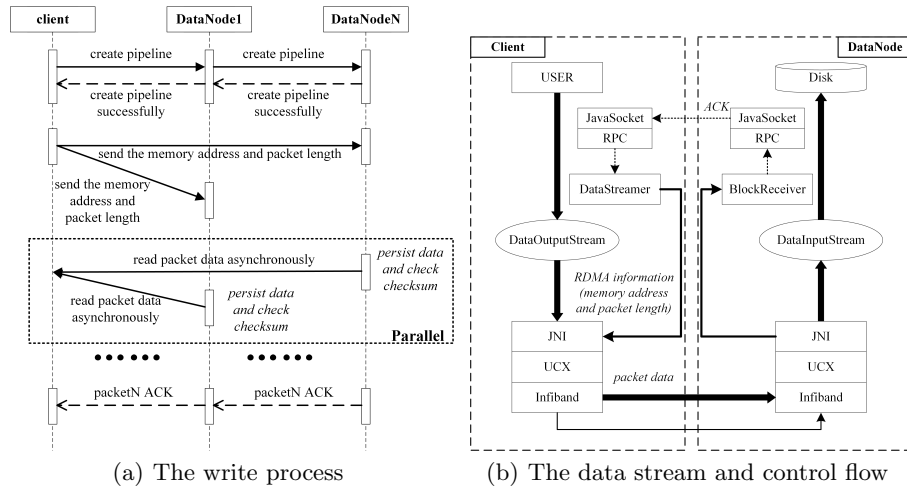 client
DataNode1
DataNodeN
create pipeline
create pipeline
create pipeline
successfully
create pipeline
successfully
send the memory address and packet length
send the memory
address and
packet length
read packet data asynchronously
persist data
and check
checksum
read packet data
asynchronously
persist data
and check
checksum
Parallel
packetN ACK
packetN ACK
(a) The write process
Client
DataNode
USER
Disk
ACK
JavaSocket
RPC
JavaSocket
RPC
DataStreamer
BlockReceiver
DataOutputStream
DataInputStream
RDMA information
(memory address
and packet length)
JNI
UCX
Infiband
JNI
UCX
Infiband
packet data
(b) The data stream and control flow